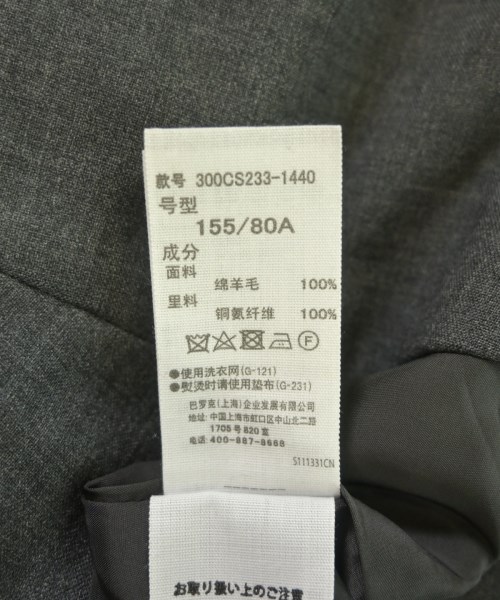 款号 300CS233-1440
号型
155/80A
成分
面料 绵羊毛 100%
里料 铜氨纤维 100%
F
●使用洗衣网(G-121)
●熨烫时请使用垫布(G-231)
巴罗克(上海)企业发展有限公司
地址: 中国上海市虹口区中山北二路
1705号820室
电话: 400-887-8668
S111331CN
お取り扱い上のご注意